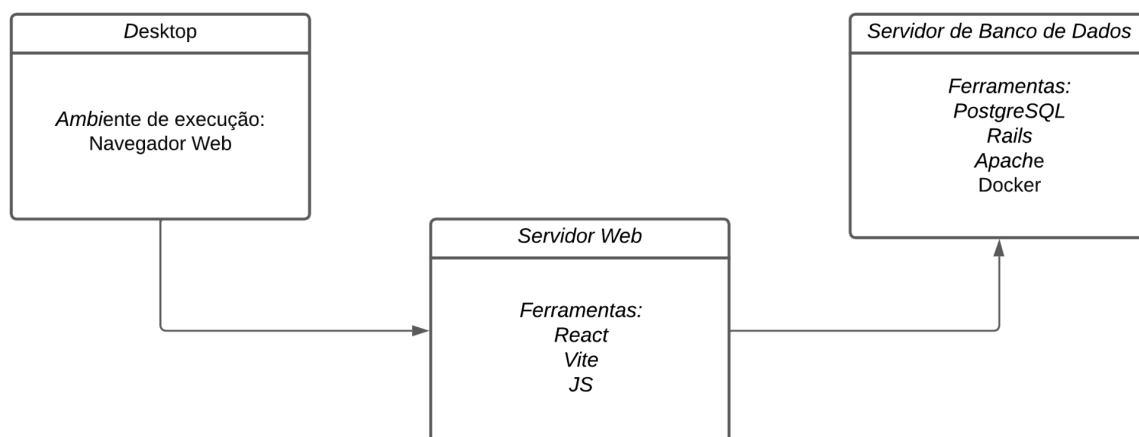 Desktop
Ambiente de execução:
Navegador Web
Servidor Web
Ferramentas:
React
Vite
JS
Servidor de Banco de Dados
Ferramentas:
PostgreSQL
Rails
Apache
Docker